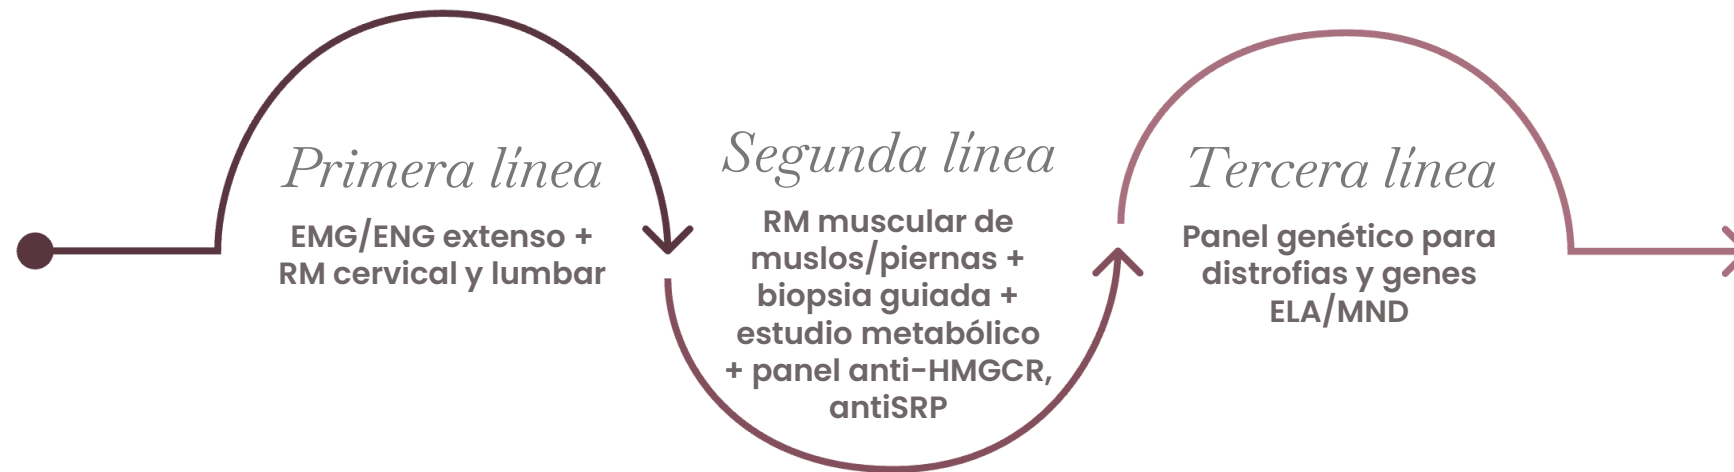 Primera línea
EMG/ENG extenso +
RM cervical y lumbar
Segunda línea
RM muscular de
muslos/piernas +
biopsia guiada +
estudio metabólico
+ panel anti-HMGCR,
antiSRP
Tercera línea
Panel genético para
distrofias y genes
ELA/MND